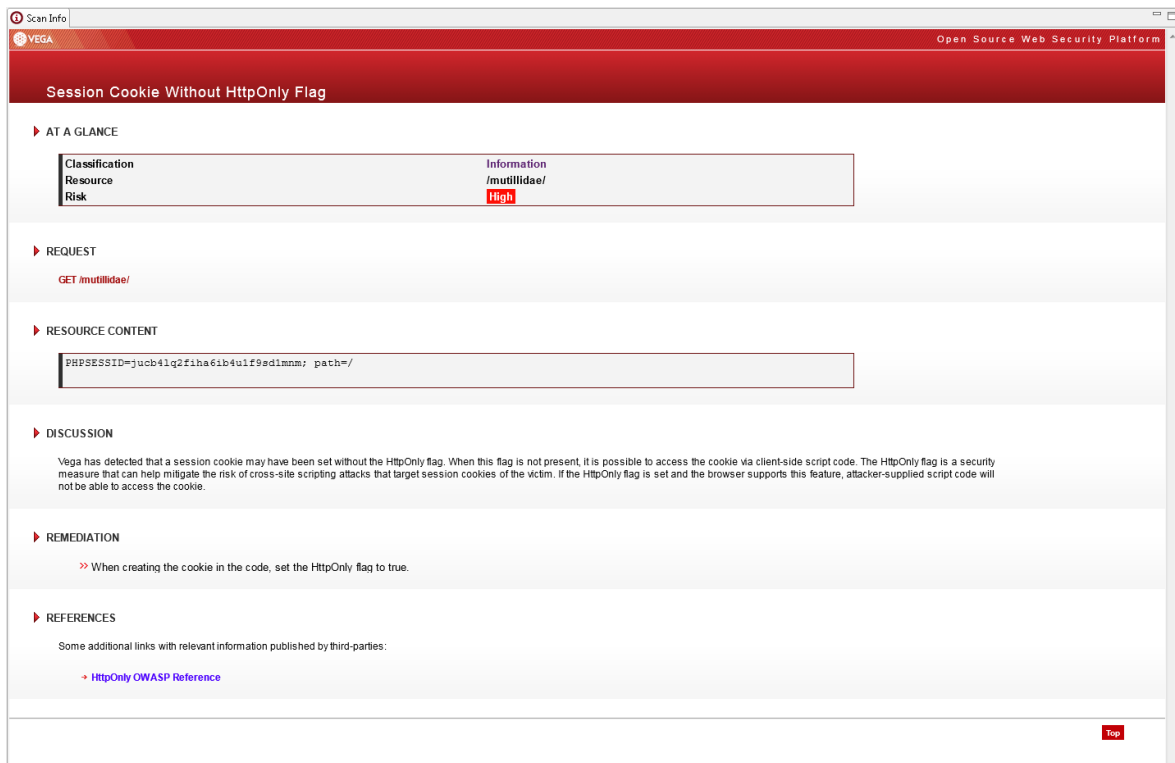 Scan Info
VEGA
Open Source Web Security Platform
Session Cookie Without HttpOnly Flag
AT A GLANCE
Classification Information
Resource /mutillidae/
Risk High
REQUEST
GET /mutillidae/
RESOURCE CONTENT
PHPSESSID=jucb4lq2fiha6ib4u1f9sd1mnm; path=/
DISCUSSION
Vega has detected that a session cookie may have been set without the HttpOnly flag. When this flag is not present, it is possible to access the cookie via client-side script code. The HttpOnly flag is a security
measure that can help mitigate the risk of cross-site scripting attacks that target session cookies of the victim. If the HttpOnly flag is set and the browser supports this feature, attacker-supplied script code will
not be able to access the cookie.
REMEDIATION
>> When creating the cookie in the code, set the HttpOnly flag to true.
REFERENCES
Some additional links with relevant information published by third-parties:
HttpOnly OWASP Reference
Top